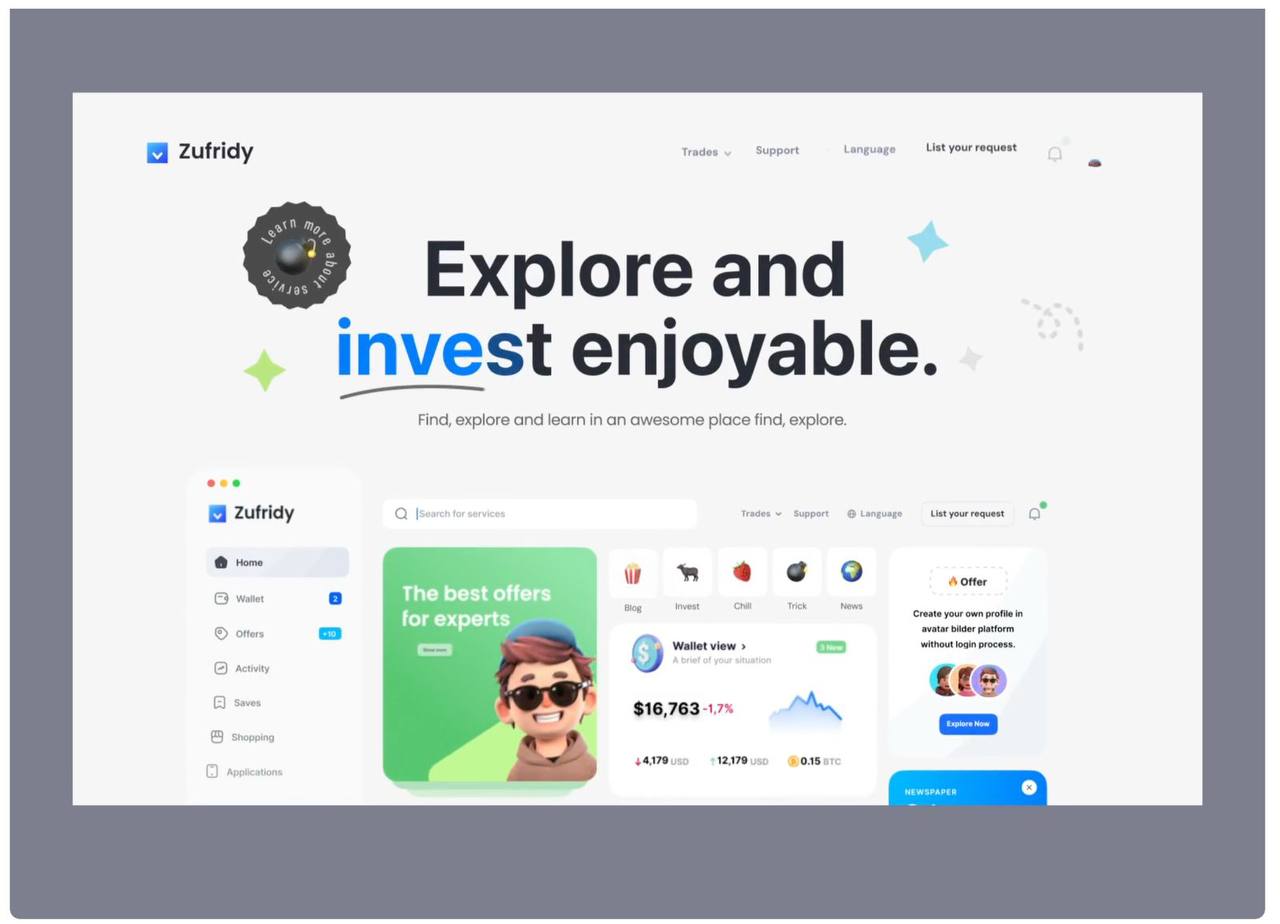 Zufridy
Trades
Support
Language
List your request
Learn more about service
Explore and
invest enjoyable.
Find, explore and learn in an awesome place find, explore.
Zufridy
Search for services
Trades
Support
Language
List your request
Home
Wallet
2
Offers
+10
Activity
Saves
Shopping
Applications
The best offers
for experts
Show more
Blog
Invest
Chill
Trick
News
Wallet view ›
3 New
A brief of your situation
$16,763 -1,7%
4,179 USD
12,179 USD
0.15 BTC
Offer
Create your own profile in
avatar bilder platform
without login process.
Explore Now
NEWSPAPER